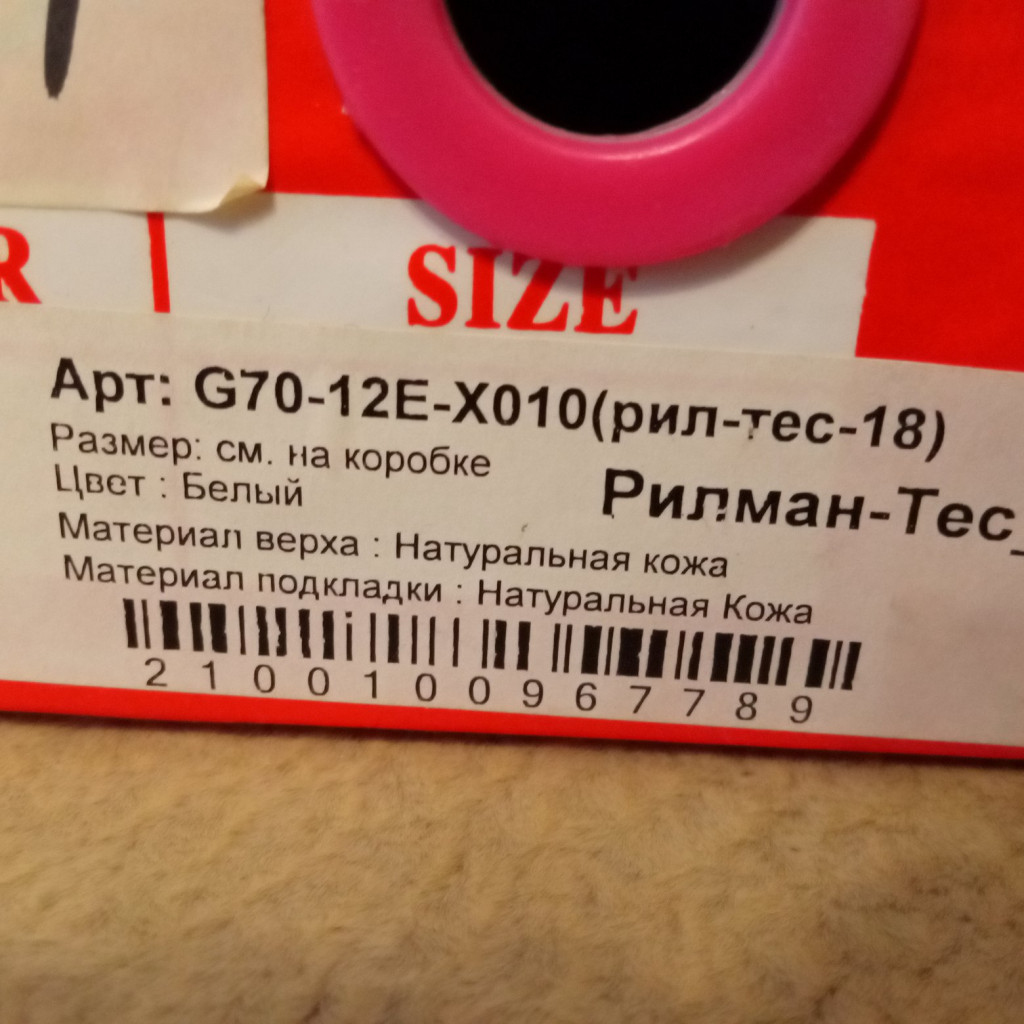 R SIZE
Арт: G70-12E-X010(рил-тес-18)
Размер: см. на коробке
Цвет : Белый
Рилман-Тес_
Материал верха : Натуральная кожа
Материал подкладки : Натуральная Кожа
2100100967789